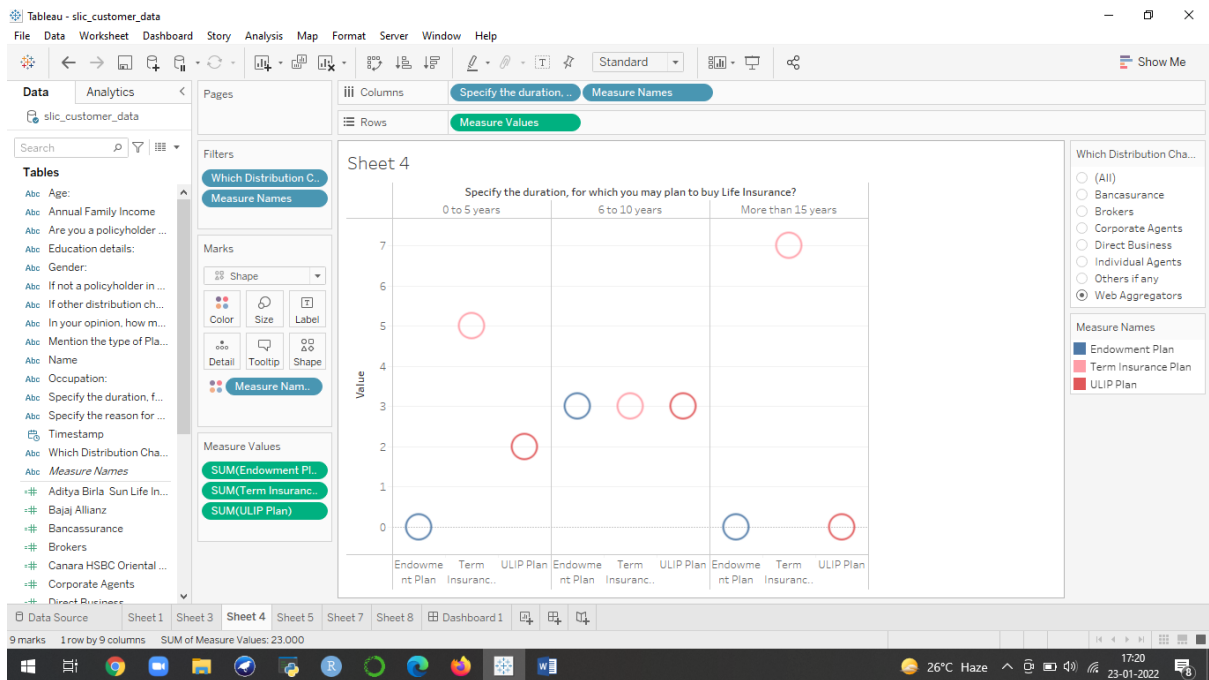 Tableau - slic_customer_data
File Data Worksheet Dashboard Story Analysis Map Format Server Window Help
Standard
Show Me
Data Analytics
slic_customer_data
Search
Tables
Abc Age:
Abc Annual Family Income
Abc Are you a policyholder ...
Abc Education details:
Abc Gender:
Abc If not a policyholder in ...
Abc If other distribution ch...
Abc In your opinion, how m...
Abc Mention the type of Pla...
Abc Name
Abc Occupation:
Abc Specify the duration, f...
Abc Specify the reason for ...
Timestamp
Abc Which Distribution Cha...
Abc Measure Names
Aditya Birla Sun Life In...
Bajaj Allianz
Bancassurance
Brokers
Canara HSBC Oriental ...
Corporate Agents
Direct Business
Pages
Filters
Which Distribution C..
Measure Names
Marks
Shape
Color Size Label
Detail Tooltip Shape
Measure Nam..
Measure Values
SUM(Endowment Pl..
SUM(Term Insuranc..
SUM(ULIP Plan)
Columns Specify the duration, .. Measure Names
Rows Measure Values
Sheet 4
Specify the duration, for which you may plan to buy Life Insurance?
0 to 5 years 6 to 10 years More than 15 years
7
6
5
4
3
2
1
0
Value
Endowme Term ULIP Plan Endowme Term ULIP Plan Endowme Term ULIP Plan
nt Plan Insuranc.. nt Plan Insuranc.. nt Plan Insuranc..
Which Distribution Cha...
(All)
Bancasurance
Brokers
Corporate Agents
Direct Business
Individual Agents
Others if any
Web Aggregators
Measure Names
Endowment Plan
Term Insurance Plan
ULIP Plan
Data Source Sheet 1 Sheet 3 Sheet 4 Sheet 5 Sheet 7 Sheet 8 Dashboard 1
9 marks 1 row by 9 columns SUM of Measure Values: 23.000
26°C Haze
17:20
23-01-2022
8